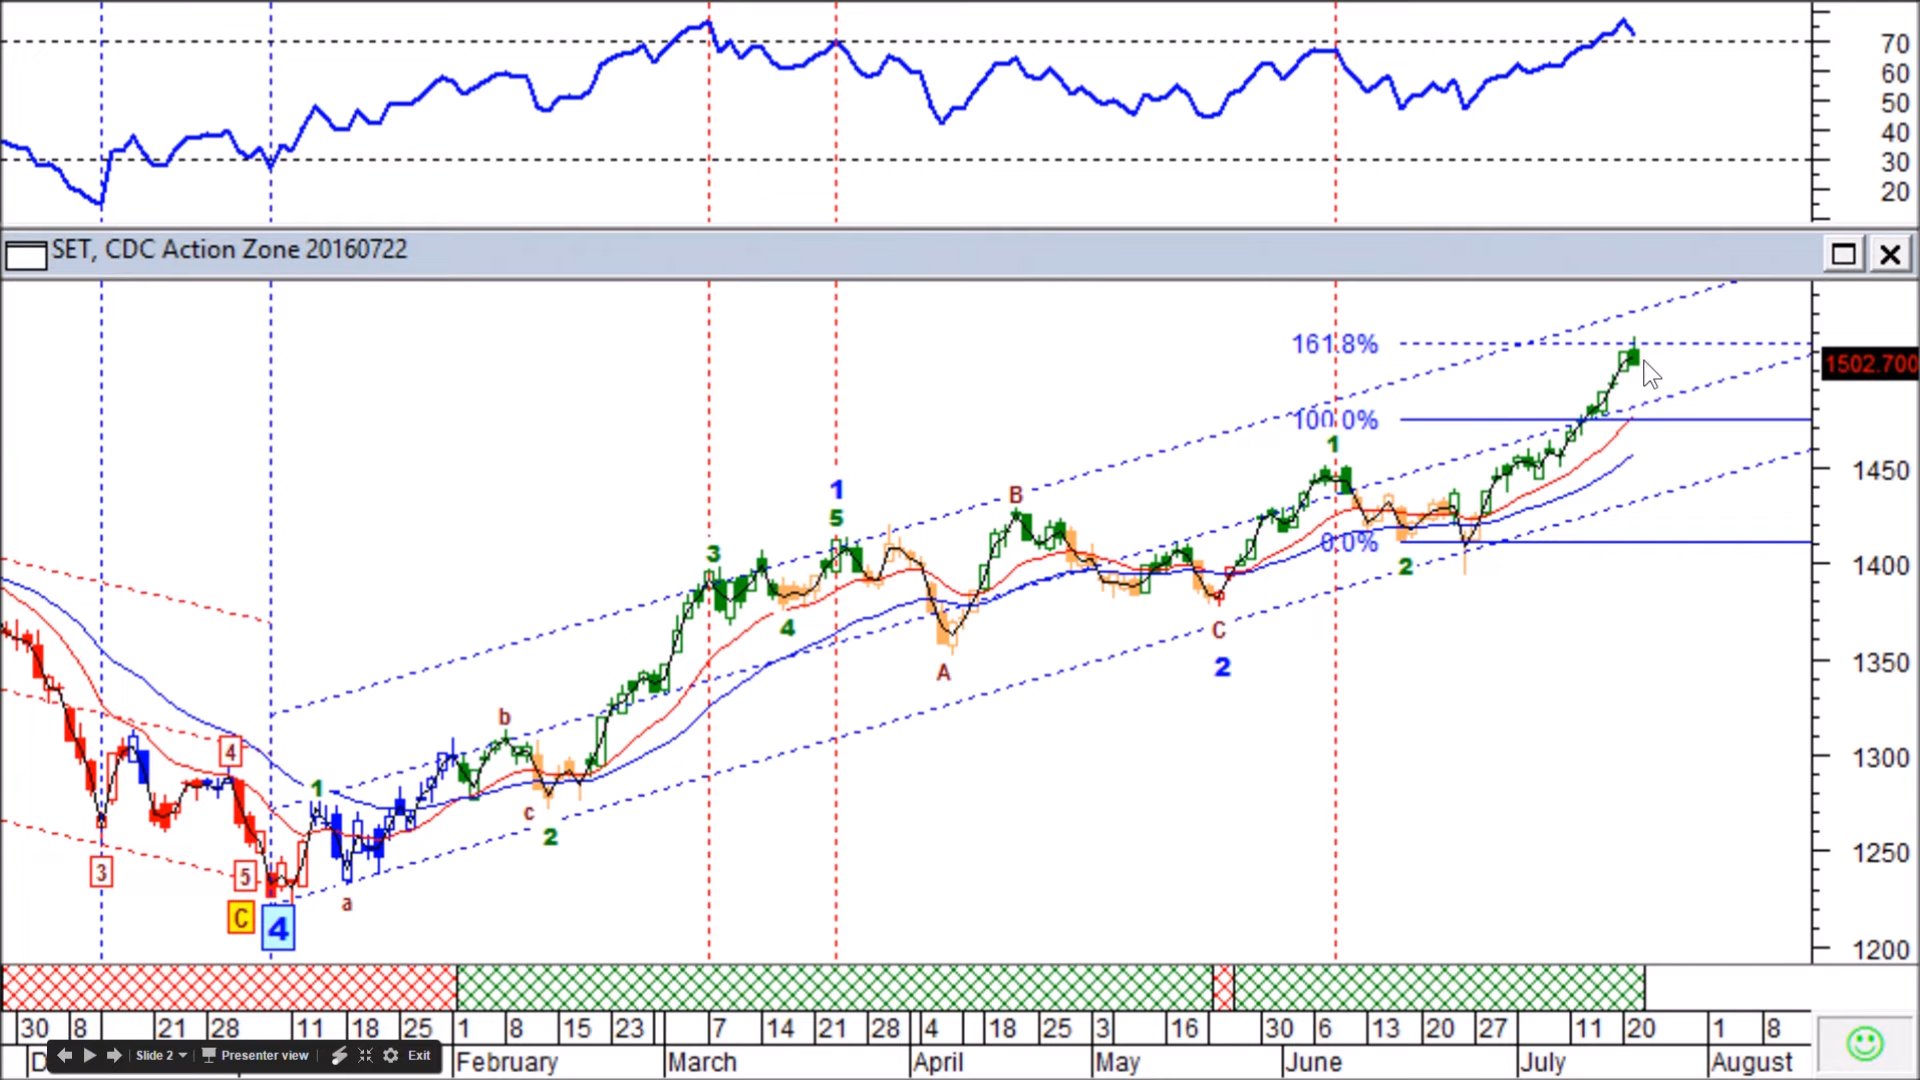 70
60
50
40
30
20
SET, CDC Action Zone 20160722
161.8%
1502.700
100.0%
1
1450
B
1
5
3
0.0%
1400
2
4
C
A
2
1350
b
4
1
1300
c
2
1250
3
5
a
C
4
1200
30 8 21 28 11 18 25 1 8 15 23 7 14 21 28 4 18 25 3 16 30 6 13 20 27 11 20 1 8
D February March April May June July August
Slide 2 Presenter view Exit